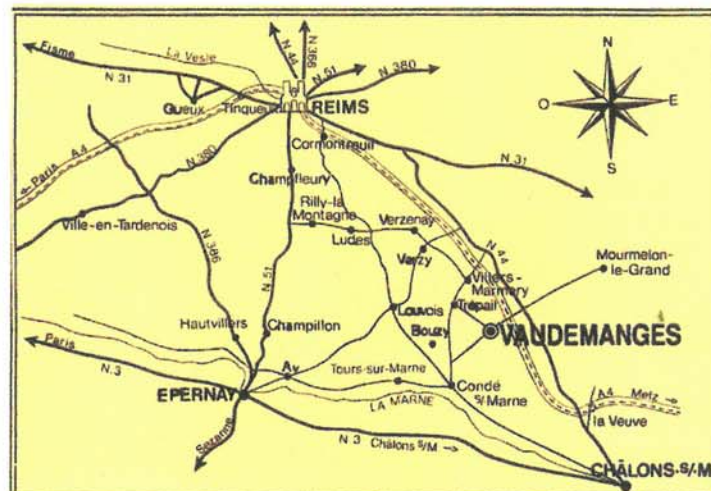 N 44
N 366
N 51
N 380
Fisme
N 31
La Vesle
Gueux
Tinqueux
REIMS
N
O
E
S
Cormontreuil
N 31
Paris
A.4
N 380
Champfleury
Rilly-la
Montagne
Ludes
Verzenay
Verzy
Ville-en-Tardenois
N 386
N 51
N 44
Mourmelon-
le-Grand
Villers-
Marmery
Trépail
Louvois
Bouzy
VAUDEMANGES
Hautvillers
Champillon
Paris
N.3
Ay
Tours-sur-Marne
Condé
s/Marne
EPERNAY
LA MARNE
A4 Metz
la Veuve
Sezanne
N 3
Châlons s/M
CHÂLONS-s/-M